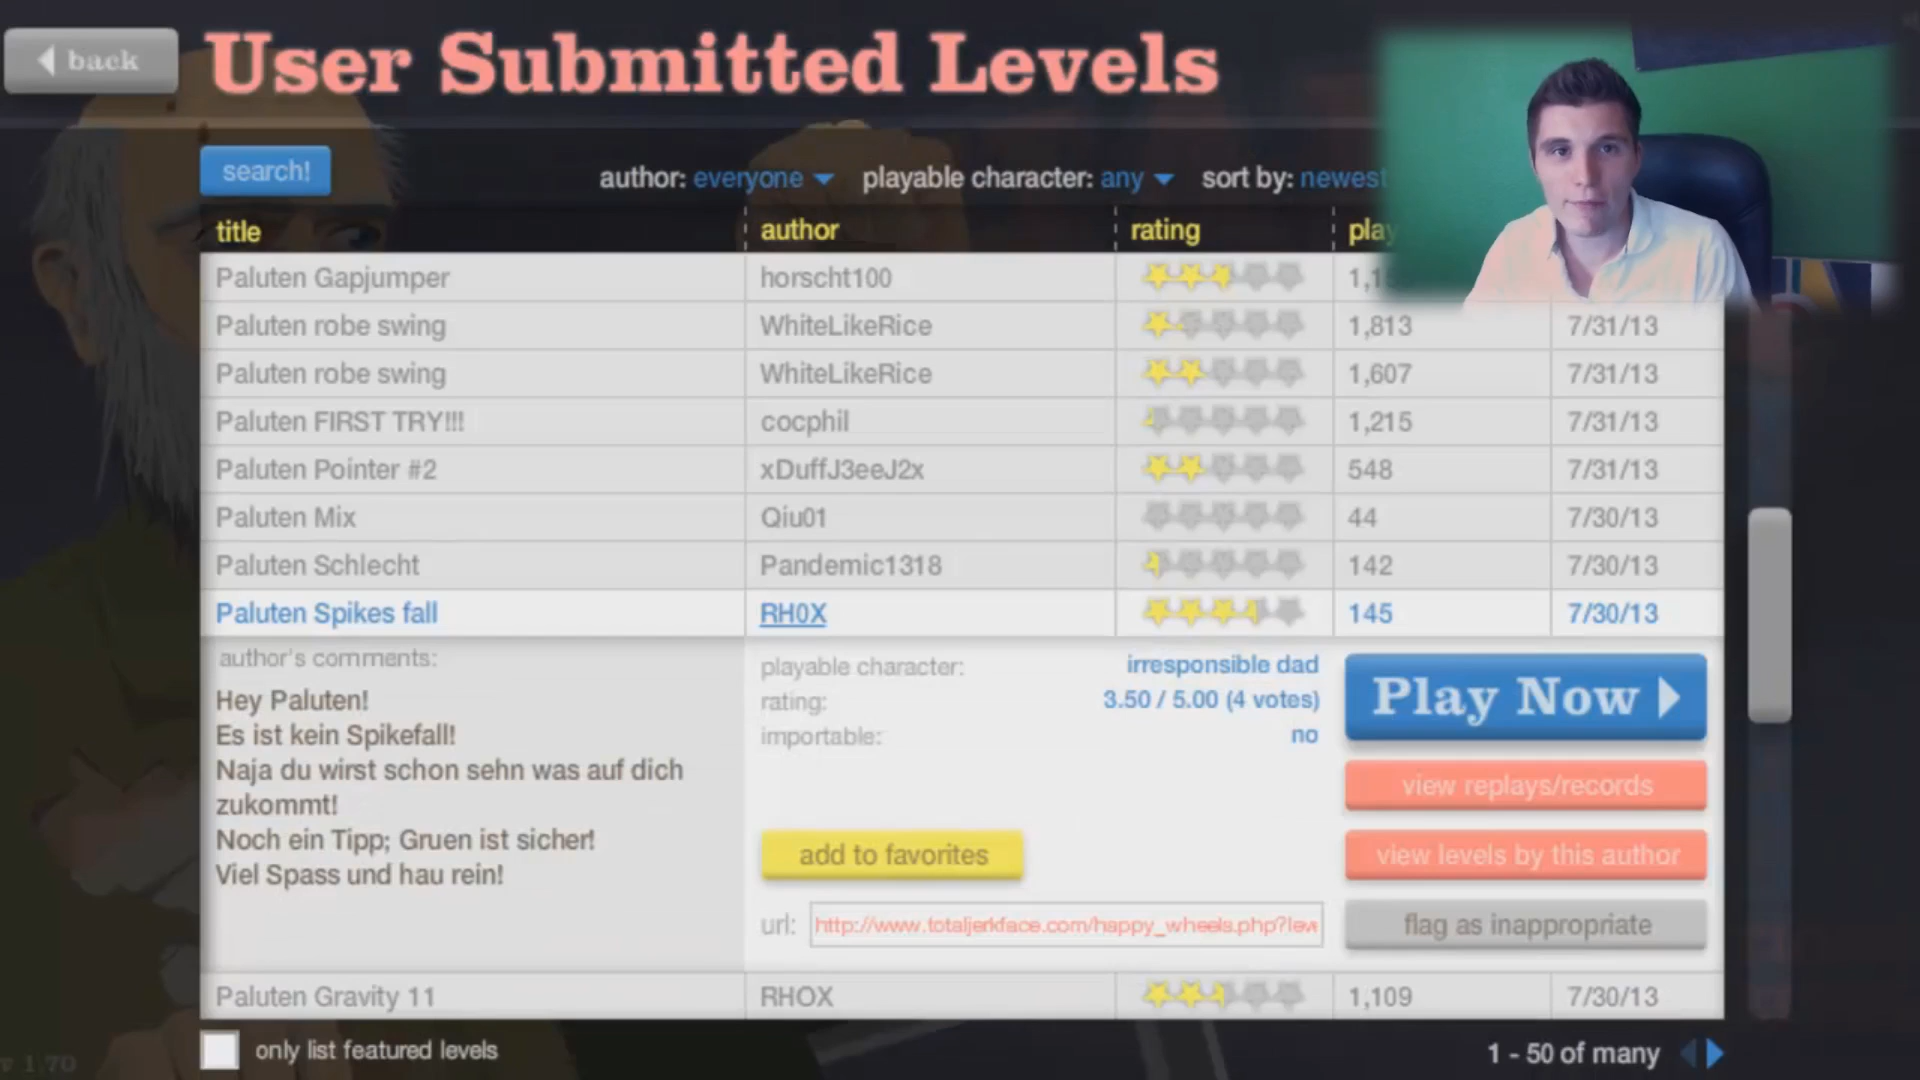 back
User Submitted Levels
search!
author: everyone playable character: any sort by: newest
title author rating
Paluten Gapjumper horscht100
Paluten robe swing WhiteLikeRice 1,813 7/31/13
Paluten robe swing WhiteLikeRice 1,607 7/31/13
Paluten FIRST TRY!!! cocphil 1,215 7/31/13
Paluten Pointer #2 xDuffJ3eeJ2x 548 7/31/13
Paluten Mix Qiu01 44 7/30/13
Paluten Schlecht Pandemic1318 142 7/30/13
Paluten Spikes fall RH0X 145 7/30/13
author's comments:
Hey Paluten!
Es ist kein Spikefall!
Naja du wirst schon sehn was auf dich
zukommt!
Noch ein Tipp; Gruen ist sicher!
Viel Spass und hau rein!
playable character: irresponsible dad
rating: 3.50 / 5.00 (4 votes)
importable: no
add to favorites
url: http://www.totaljerkface.com/happy_wheels.php?lev
Play Now
view replays/records
view levels by this author
flag as inappropriate
Paluten Gravity 11 RHOX 1,109 7/30/13
only list featured levels
1 - 50 of many
v 1.70